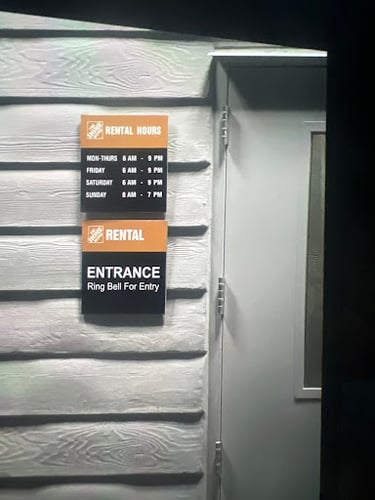 RENTAL HOURS
MON-THURS 6 AM - 9 PM
FRIDAY 6 AM - 9 PM
SATURDAY 6 AM - 9 PM
SUNDAY 8 AM - 7 PM
RENTAL
ENTRANCE
Ring Bell For Entry